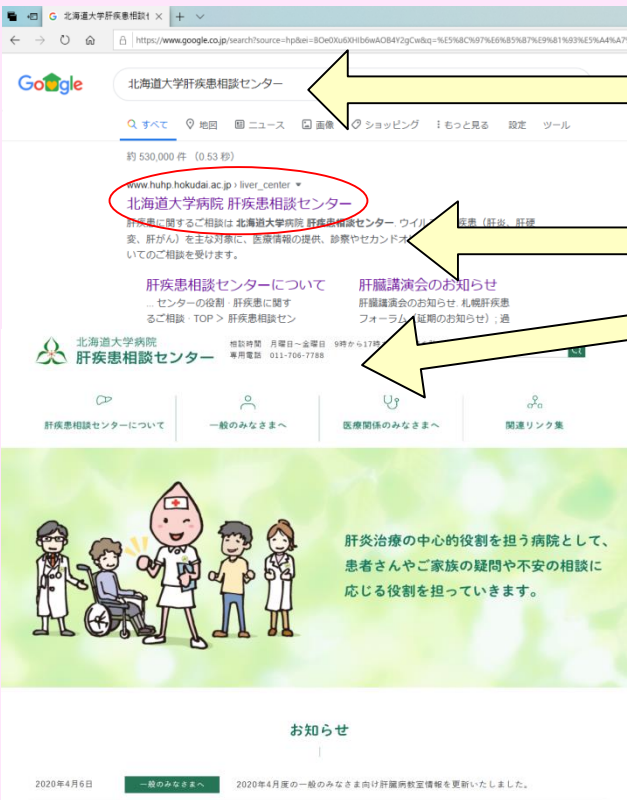 北海道大学肝疾患相談
https://www.google.co.jp/search?source=hp&ei=8Oe0Xu6XHIb6wAOB4Y2gCw&q=%E5%8C%97%E6%B5%B7%E9%81%93%E5%A4%A7
Google
北海道大学肝疾患相談センター
すべて 地図 ニュース 画像 ショッピング もっと見る 設定 ツール
約 530,000 件 (0.53 秒)
www.huhp.hokudai.ac.jp › liver_center
北海道大学病院 肝疾患相談センター
肝疾患に関するご相談は 北海道大学病院 肝疾患相談センター. ウイル 疾患（肝炎、肝硬
変、肝がん）を主な対象に、医療情報の提供、診察やセカンドオ
いてのご相談を受けます。
肝疾患相談センターについて 肝臓講演会のお知らせ
... センターの役割 · 肝疾患に関す 肝臓講演会のお知らせ. 札幌肝疾患
るご相談 · TOP > 肝疾患相談セン フォーラム（延期のお知らせ）; 過
北海道大学病院
肝疾患相談センター
相談時間 月曜日～金曜日 9時から17時
専用電話 011-706-7788
肝疾患相談センターについて 一般のみなさまへ 医療関係のみなさまへ 関連リンク集
肝炎治療の中心的役割を担う病院として、
患者さんやご家族の疑問や不安の相談に
応じる役割を担っていきます。
お知らせ
2020年4月6日 一般のみなさまへ 2020年4月度の一般のみなさま向け肝臓病教室情報を更新いたしました。